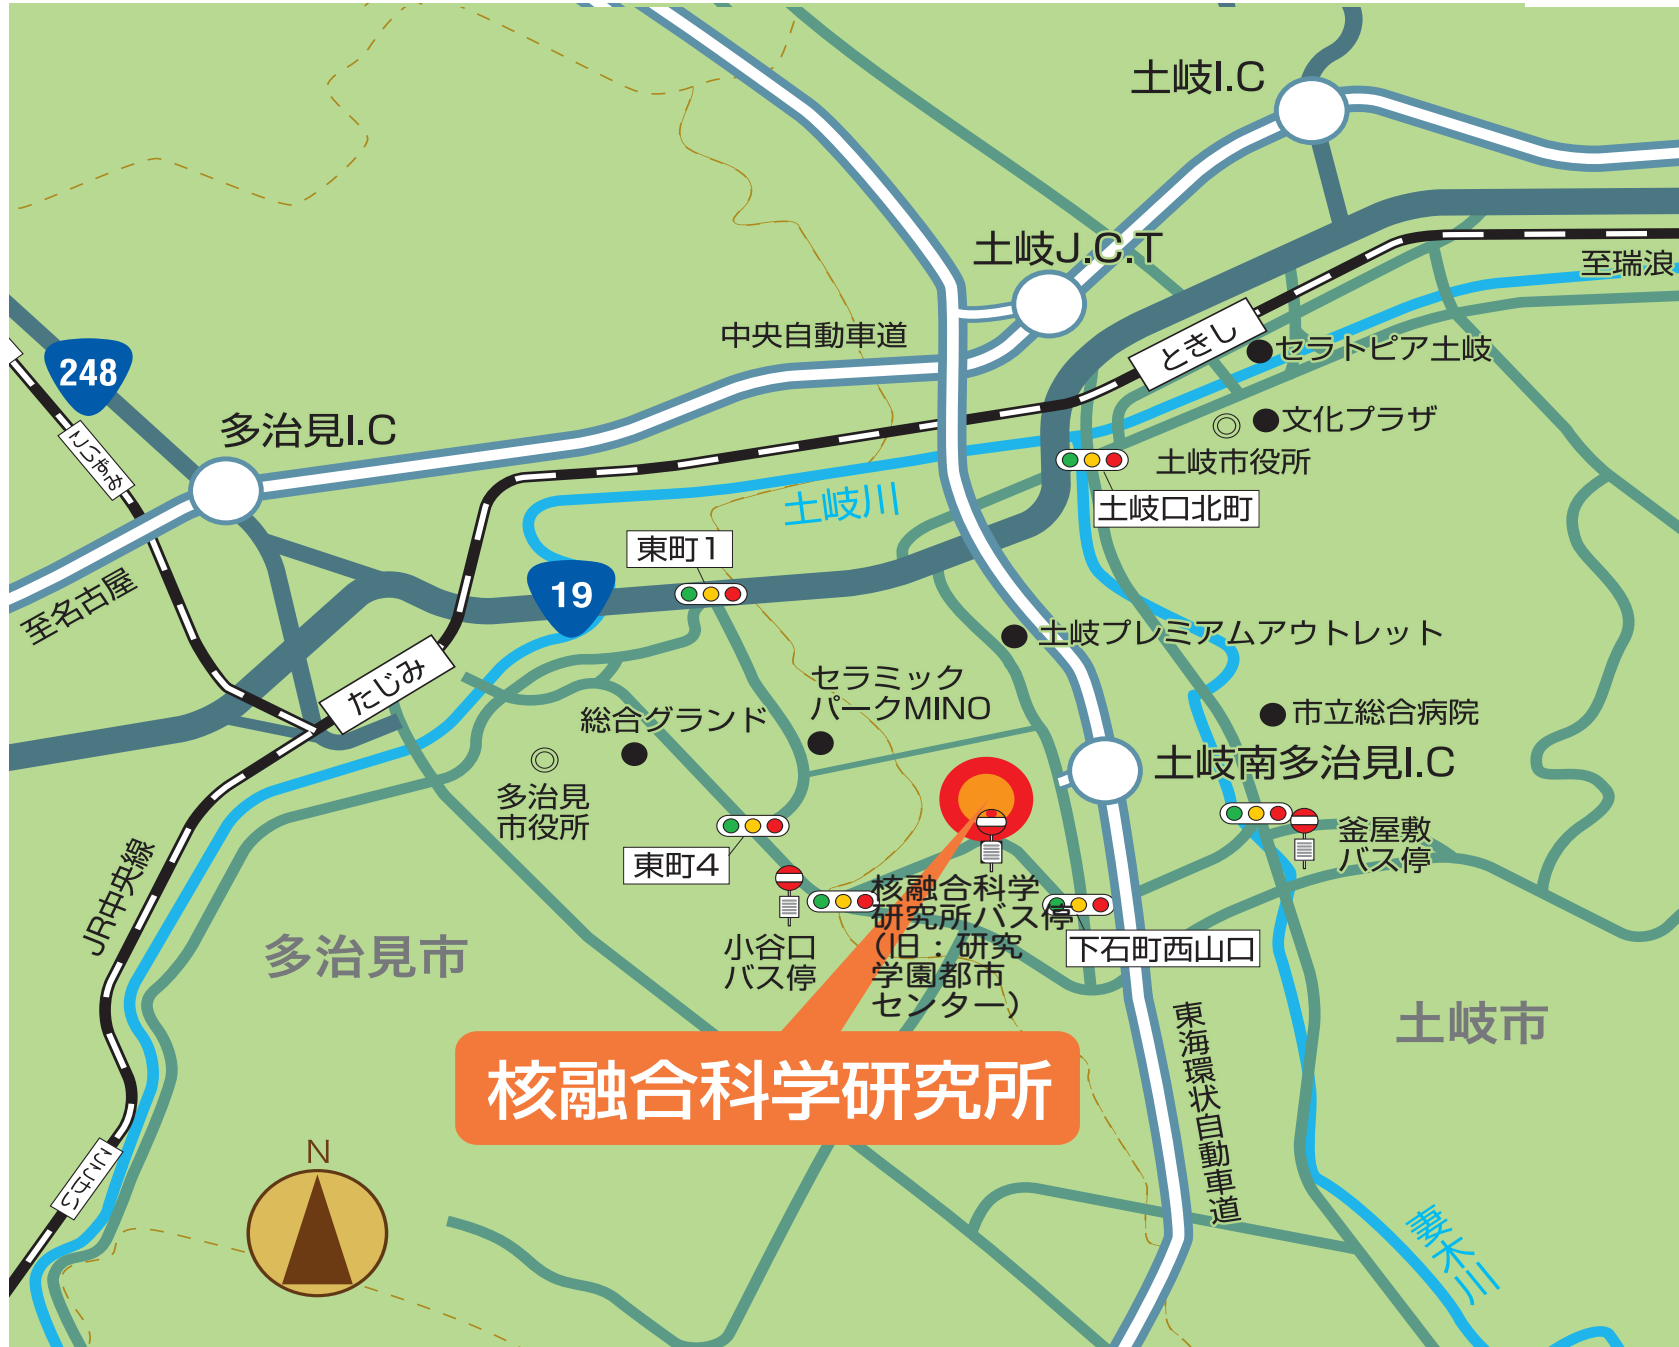 土岐I.C
土岐J.C.T
至瑞浪
中央自動車道
ときし
セラトピア土岐
248
こいずみ
多治見I.C
文化プラザ
土岐市役所
土岐川
土岐口北町
東町1
至名古屋
19
土岐プレミアムアウトレット
たじみ
セラミック
パークMINO
総合グランド
市立総合病院
土岐南多治見I.C
多治見
市役所
東町4
釜屋敷
バス停
JR中央線
核融合科学
研究所バス停
(旧:研究
学園都市
センター)
小谷口
バス停
下石町西山口
多治見市
土岐市
東海環状自動車道
核融合科学研究所
N
ここけい
妻木川